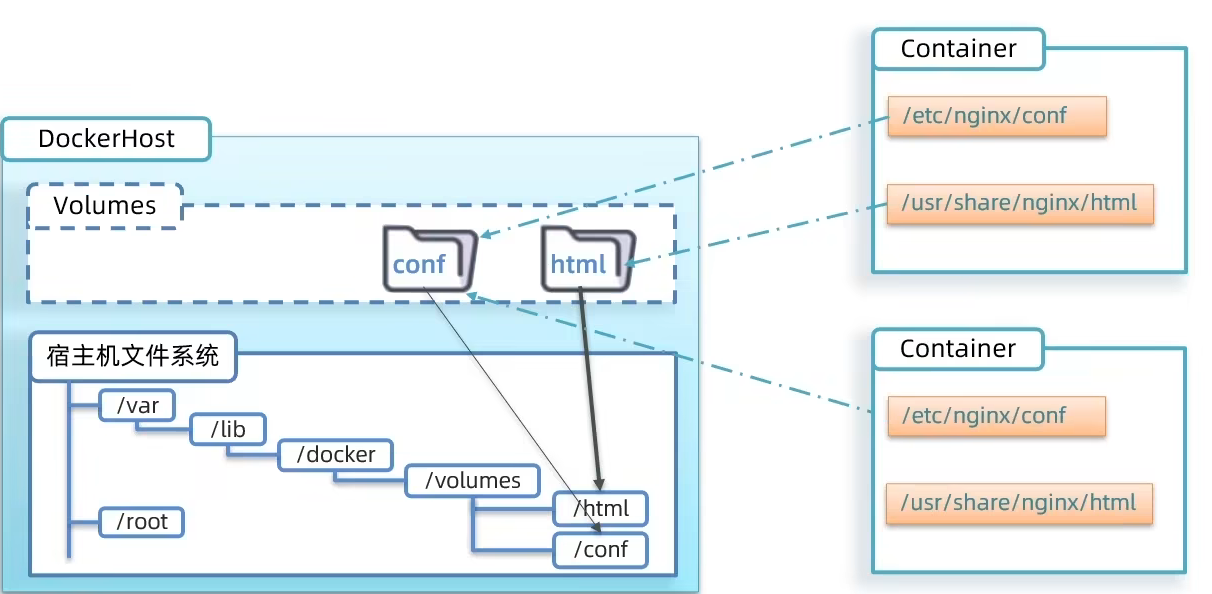 DockerHost
Volumes
conf
html
宿主机文件系统
/var
/lib
/docker
/volumes
/html
/root
/conf
Container
/etc/nginx/conf
/usr/share/nginx/html
Container
/etc/nginx/conf
/usr/share/nginx/html